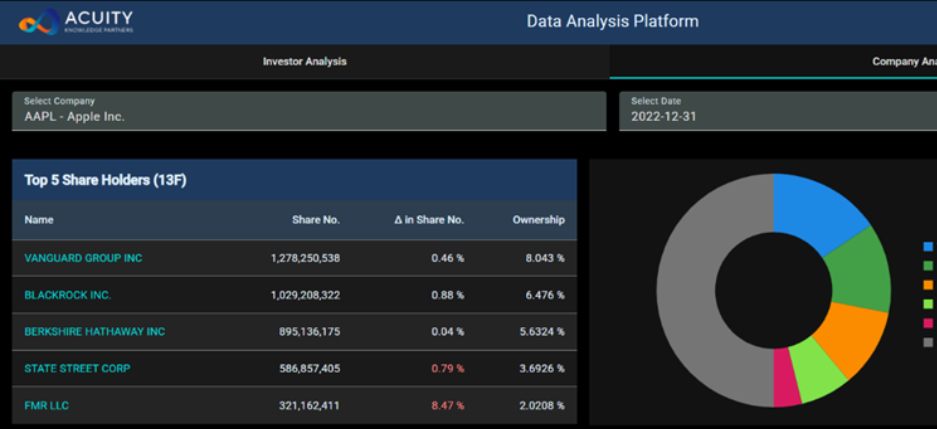 ACUITY
KNOWLEDGE PARTNERS
Data Analysis Platform
Investor Analysis
Company Ana
Select Company
AAPL - Apple Inc.
Select Date
2022-12-31
Top 5 Share Holders (13F)
Name Share No. Δ in Share No. Ownership
VANGUARD GROUP INC 1,278,250,538 0.46 % 8.043 %
BLACKROCK INC. 1,029,208,322 0.88 % 6.476 %
BERKSHIRE HATHAWAY INC 895,136,175 0.04 % 5.6324 %
STATE STREET CORP 586,857,405 0.79 % 3.6926 %
FMR LLC 321,162,411 8.47 % 2.0208 %